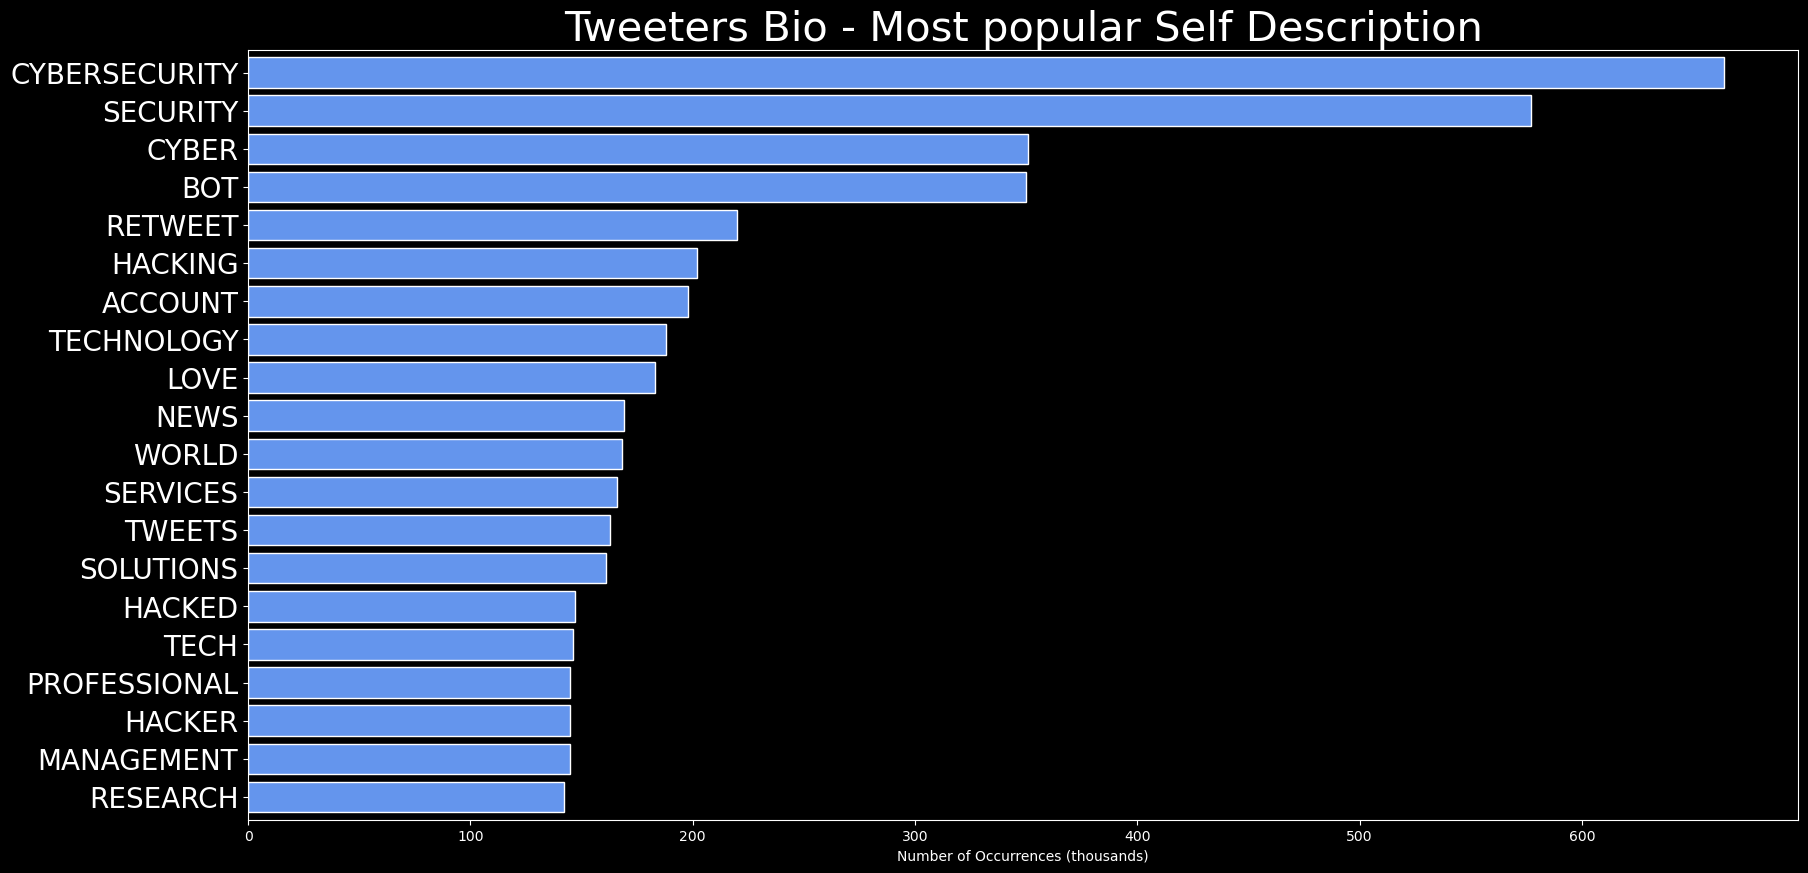 Tweeters Bio - Most popular Self Description
CYBERSECURITY
SECURITY
CYBER
BOT
RETWEET
HACKING
ACCOUNT
TECHNOLOGY
LOVE
NEWS
WORLD
SERVICES
TWEETS
SOLUTIONS
HACKED
TECH
PROFESSIONAL
HACKER
MANAGEMENT
RESEARCH
0 100 200 300 400 500 600
Number of Occurrences (thousands)